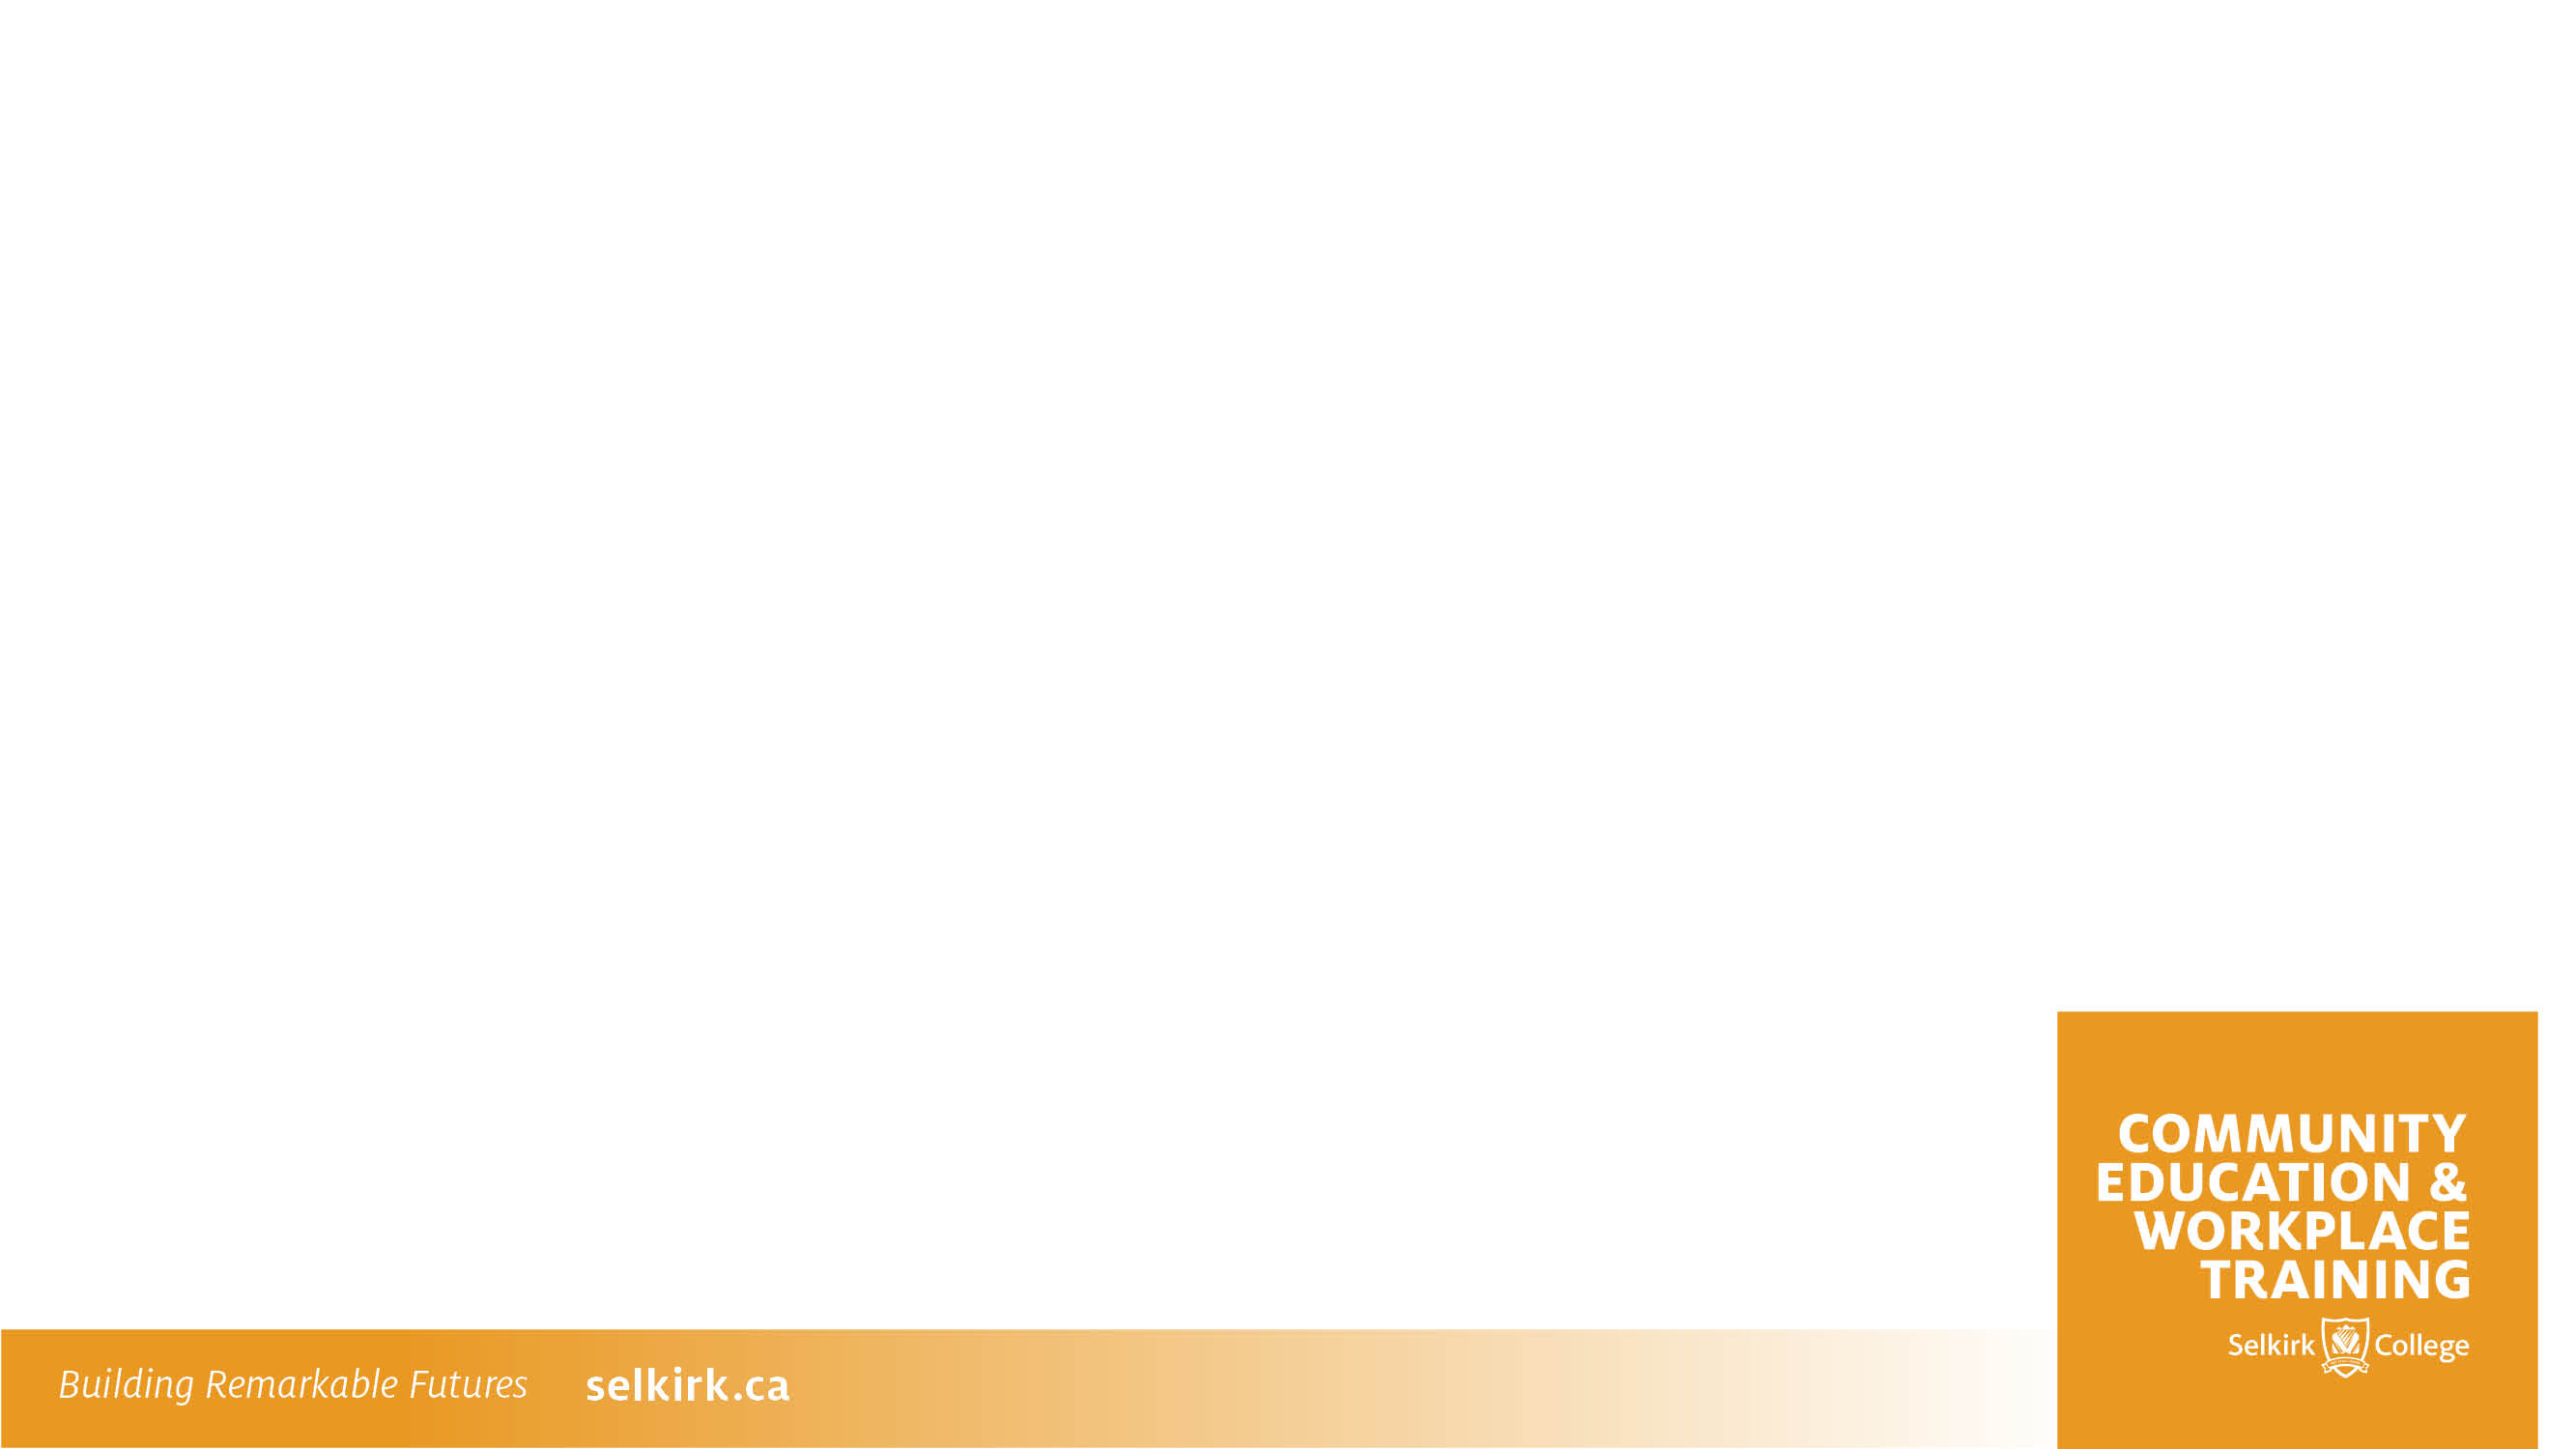 COMMUNITY
EDUCATION &
WORKPLACE
TRAINING
Selkirk College
Building Remarkable Futures selkirk.ca